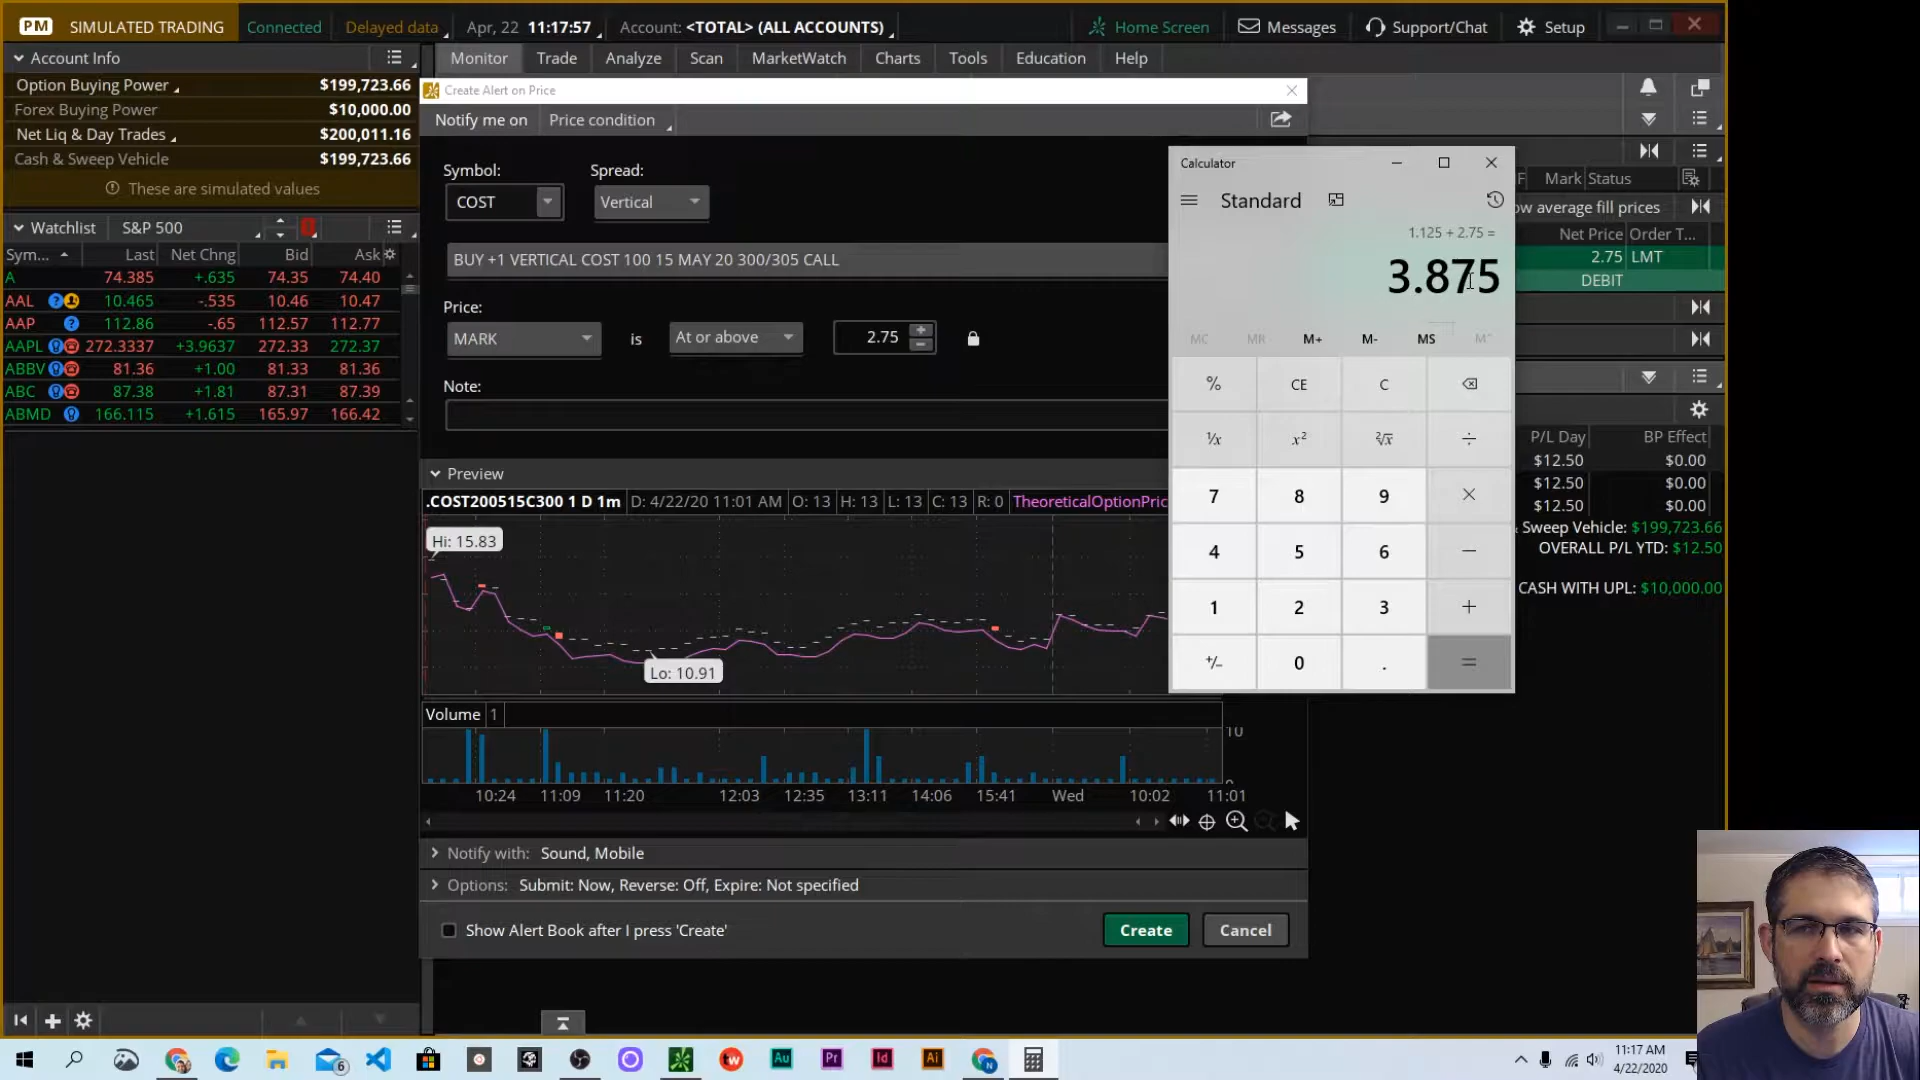 PM SIMULATED TRADING Connected Delayed data Apr, 22 11:17:57 Account: <TOTAL> (ALL ACCOUNTS) Home Screen Messages Support/Chat Setup
Account Info
Option Buying Power $199,723.66
Forex Buying Power $10,000.00
Net Liq & Day Trades $200,011.16
Cash & Sweep Vehicle $199,723.66
These are simulated values
Watchlist S&P 500
Sym... Last Net Chng Bid Ask
A 74.385 +.635 74.35 74.40
AAL 10.465 -.535 10.46 10.47
AAP 112.86 -.65 112.57 112.77
AAPL 272.3337 +3.9637 272.33 272.37
ABBV 81.36 +1.00 81.33 81.36
ABC 87.38 +1.81 87.31 87.39
ABMD 166.115 +1.615 165.97 166.42
Monitor Trade Analyze Scan MarketWatch Charts Tools Education Help
Create Alert on Price
Notify me on Price condition
Symbol: Spread:
COST Vertical
BUY +1 VERTICAL COST 100 15 MAY 20 300/305 CALL
Price:
MARK is At or above 2.75
Note:
Preview
.COST200515C300 1 D 1m D: 4/22/20 11:01 AM O: 13 H: 13 L: 13 C: 13 R: 0 TheoreticalOptionPric
Hi: 15.83
Lo: 10.91
Volume 1
10
0
10:24 11:09 11:20 12:03 12:35 13:11 14:06 15:41 Wed 10:02 11:01
Notify with: Sound, Mobile
Options: Submit: Now, Reverse: Off, Expire: Not specified
Show Alert Book after I press 'Create'
Create Cancel
Calculator
Standard
1.125 + 2.75 =
3.875
MC MR M+ M- MS M˅
% CE C
⅟x x² ²√x ÷
7 8 9 ×
4 5 6 −
1 2 3 +
+/− 0 . =
F Mark Status
ow average fill prices
Net Price Order T...
2.75 LMT
DEBIT
P/L Day BP Effect
$12.50 $0.00
$12.50 $0.00
$12.50 $0.00
& Sweep Vehicle: $199,723.66
OVERALL P/L YTD: $12.50
CASH WITH UPL: $10,000.00
6 tw Au Pr Id Ai N
11:17 AM
4/22/2020